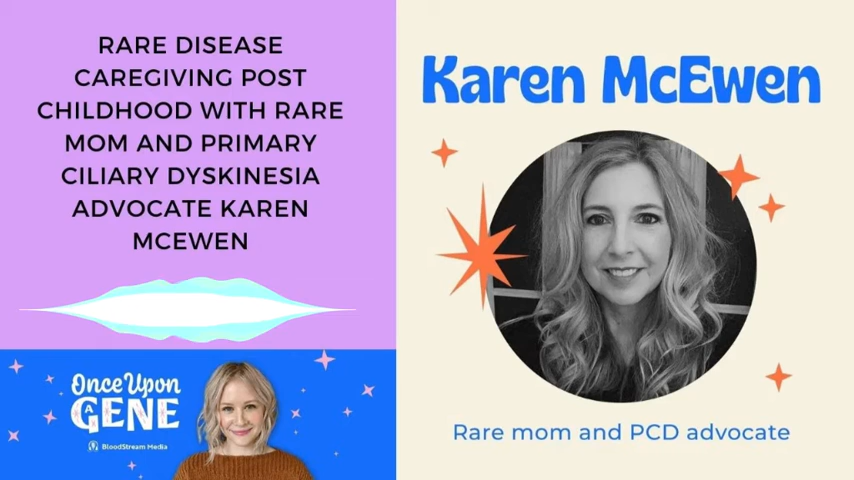 RARE DISEASE
CAREGIVING POST
CHILDHOOD WITH RARE
MOM AND PRIMARY
CILIARY DYSKINESIA
ADVOCATE KAREN
MCEWEN
Once Upon
A
GENE
BloodStream Media
Karen McEwen
Rare mom and PCD advocate